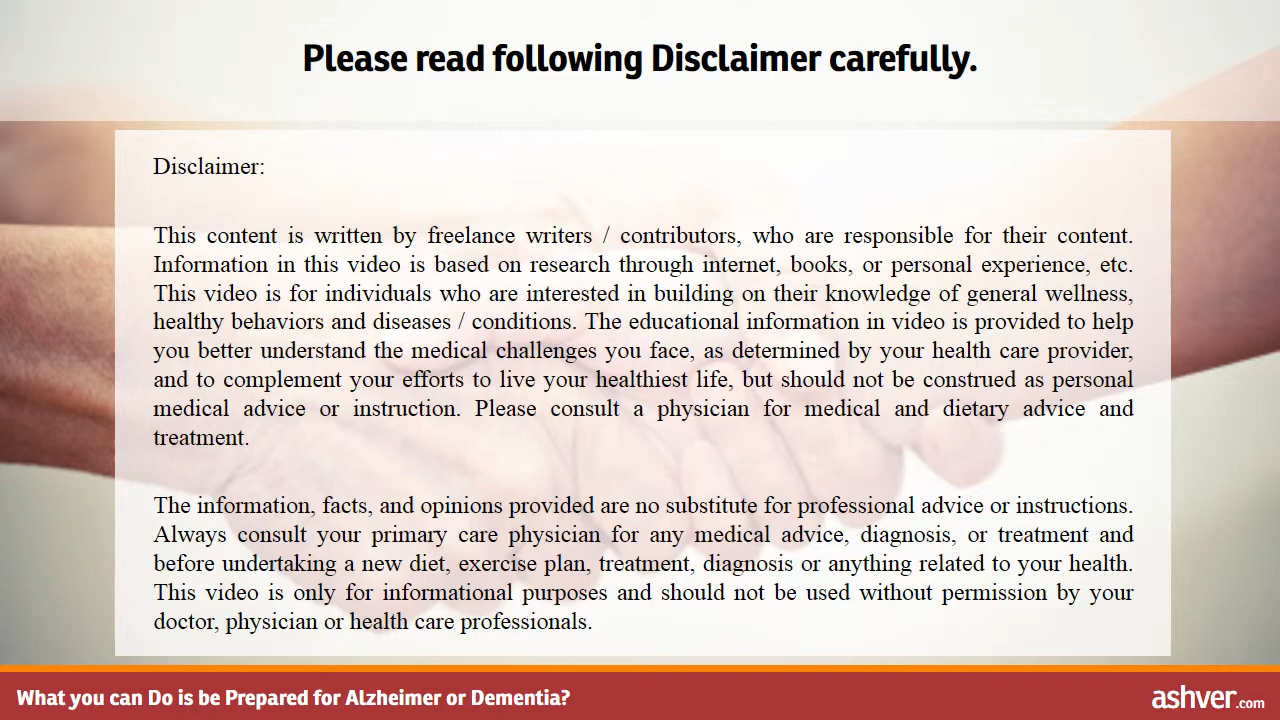 Please read following Disclaimer carefully.
Disclaimer:
This content is written by freelance writers / contributors, who are responsible for their content.
Information in this video is based on research through internet, books, or personal experience, etc.
This video is for individuals who are interested in building on their knowledge of general wellness,
healthy behaviors and diseases / conditions. The educational information in video is provided to help
you better understand the medical challenges you face, as determined by your health care provider,
and to complement your efforts to live your healthiest life, but should not be construed as personal
medical advice or instruction. Please consult a physician for medical and dietary advice and
treatment.
The information, facts, and opinions provided are no substitute for professional advice or instructions.
Always consult your primary care physician for any medical advice, diagnosis, or treatment and
before undertaking a new diet, exercise plan, treatment, diagnosis or anything related to your health.
This video is only for informational purposes and should not be used without permission by your
doctor, physician or health care professionals.
What you can Do is be Prepared for Alzheimer or Dementia?
ashver.com